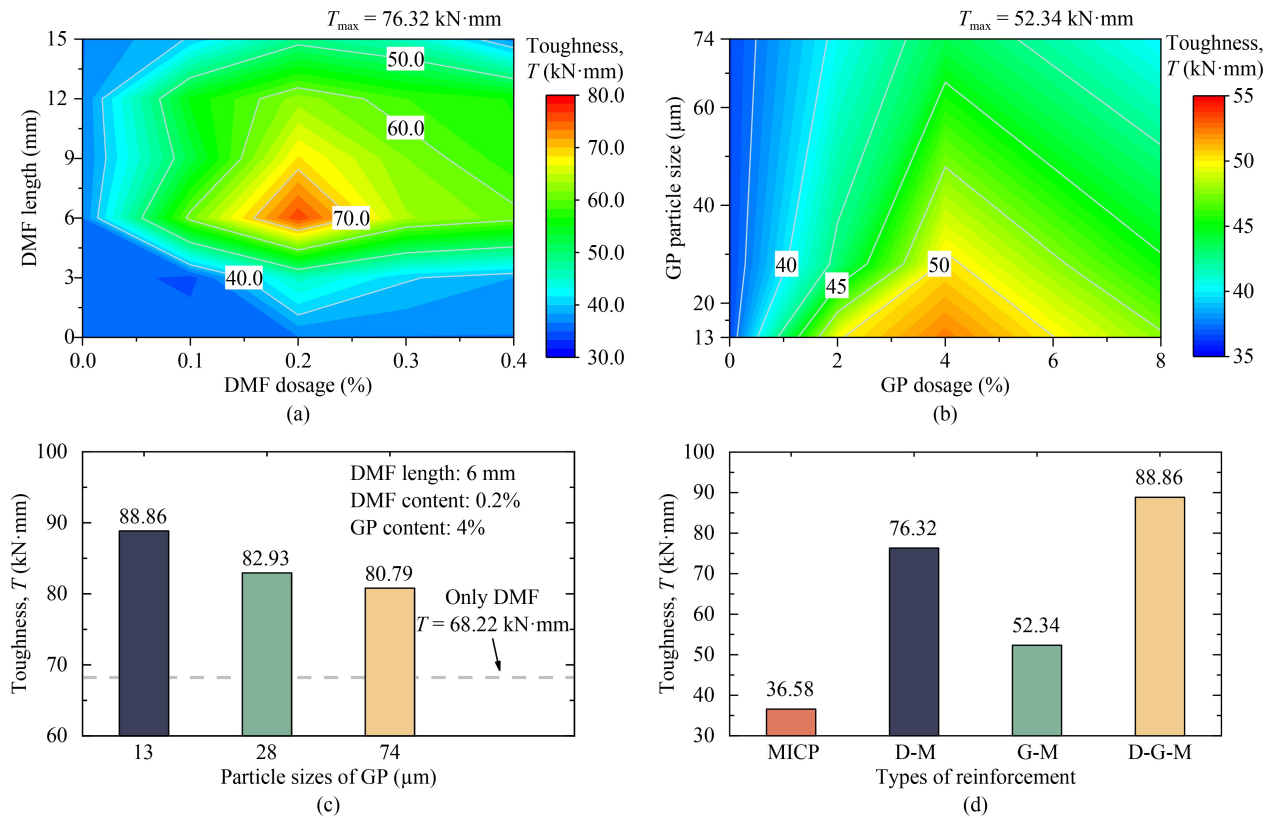 Tmax = 76.32 kN·mm
15
12
9
6
3
0
DMF length (mm)
50.0
60.0
70.0
40.0
0.0
0.1
0.2
0.3
0.4
DMF dosage (%)
Toughness,
T (kN·mm)
80.0
70.0
60.0
50.0
40.0
30.0
(a)
Tmax = 52.34 kN·mm
74
60
40
20
13
GP particle size (µm)
40
45
50
0
2
4
6
8
GP dosage (%)
Toughness,
T (kN·mm)
55
50
45
40
35
(b)
100
90
80
70
60
Toughness, T (kN·mm)
88.86
82.93
80.79
DMF length: 6 mm
DMF content: 0.2%
GP content: 4%
Only DMF
T = 68.22 kN·mm
13
28
74
Particle sizes of GP (µm)
(c)
100
90
80
70
60
50
40
30
Toughness, T (kN·mm)
36.58
76.32
52.34
88.86
MICP
D-M
G-M
D-G-M
Types of reinforcement
(d)